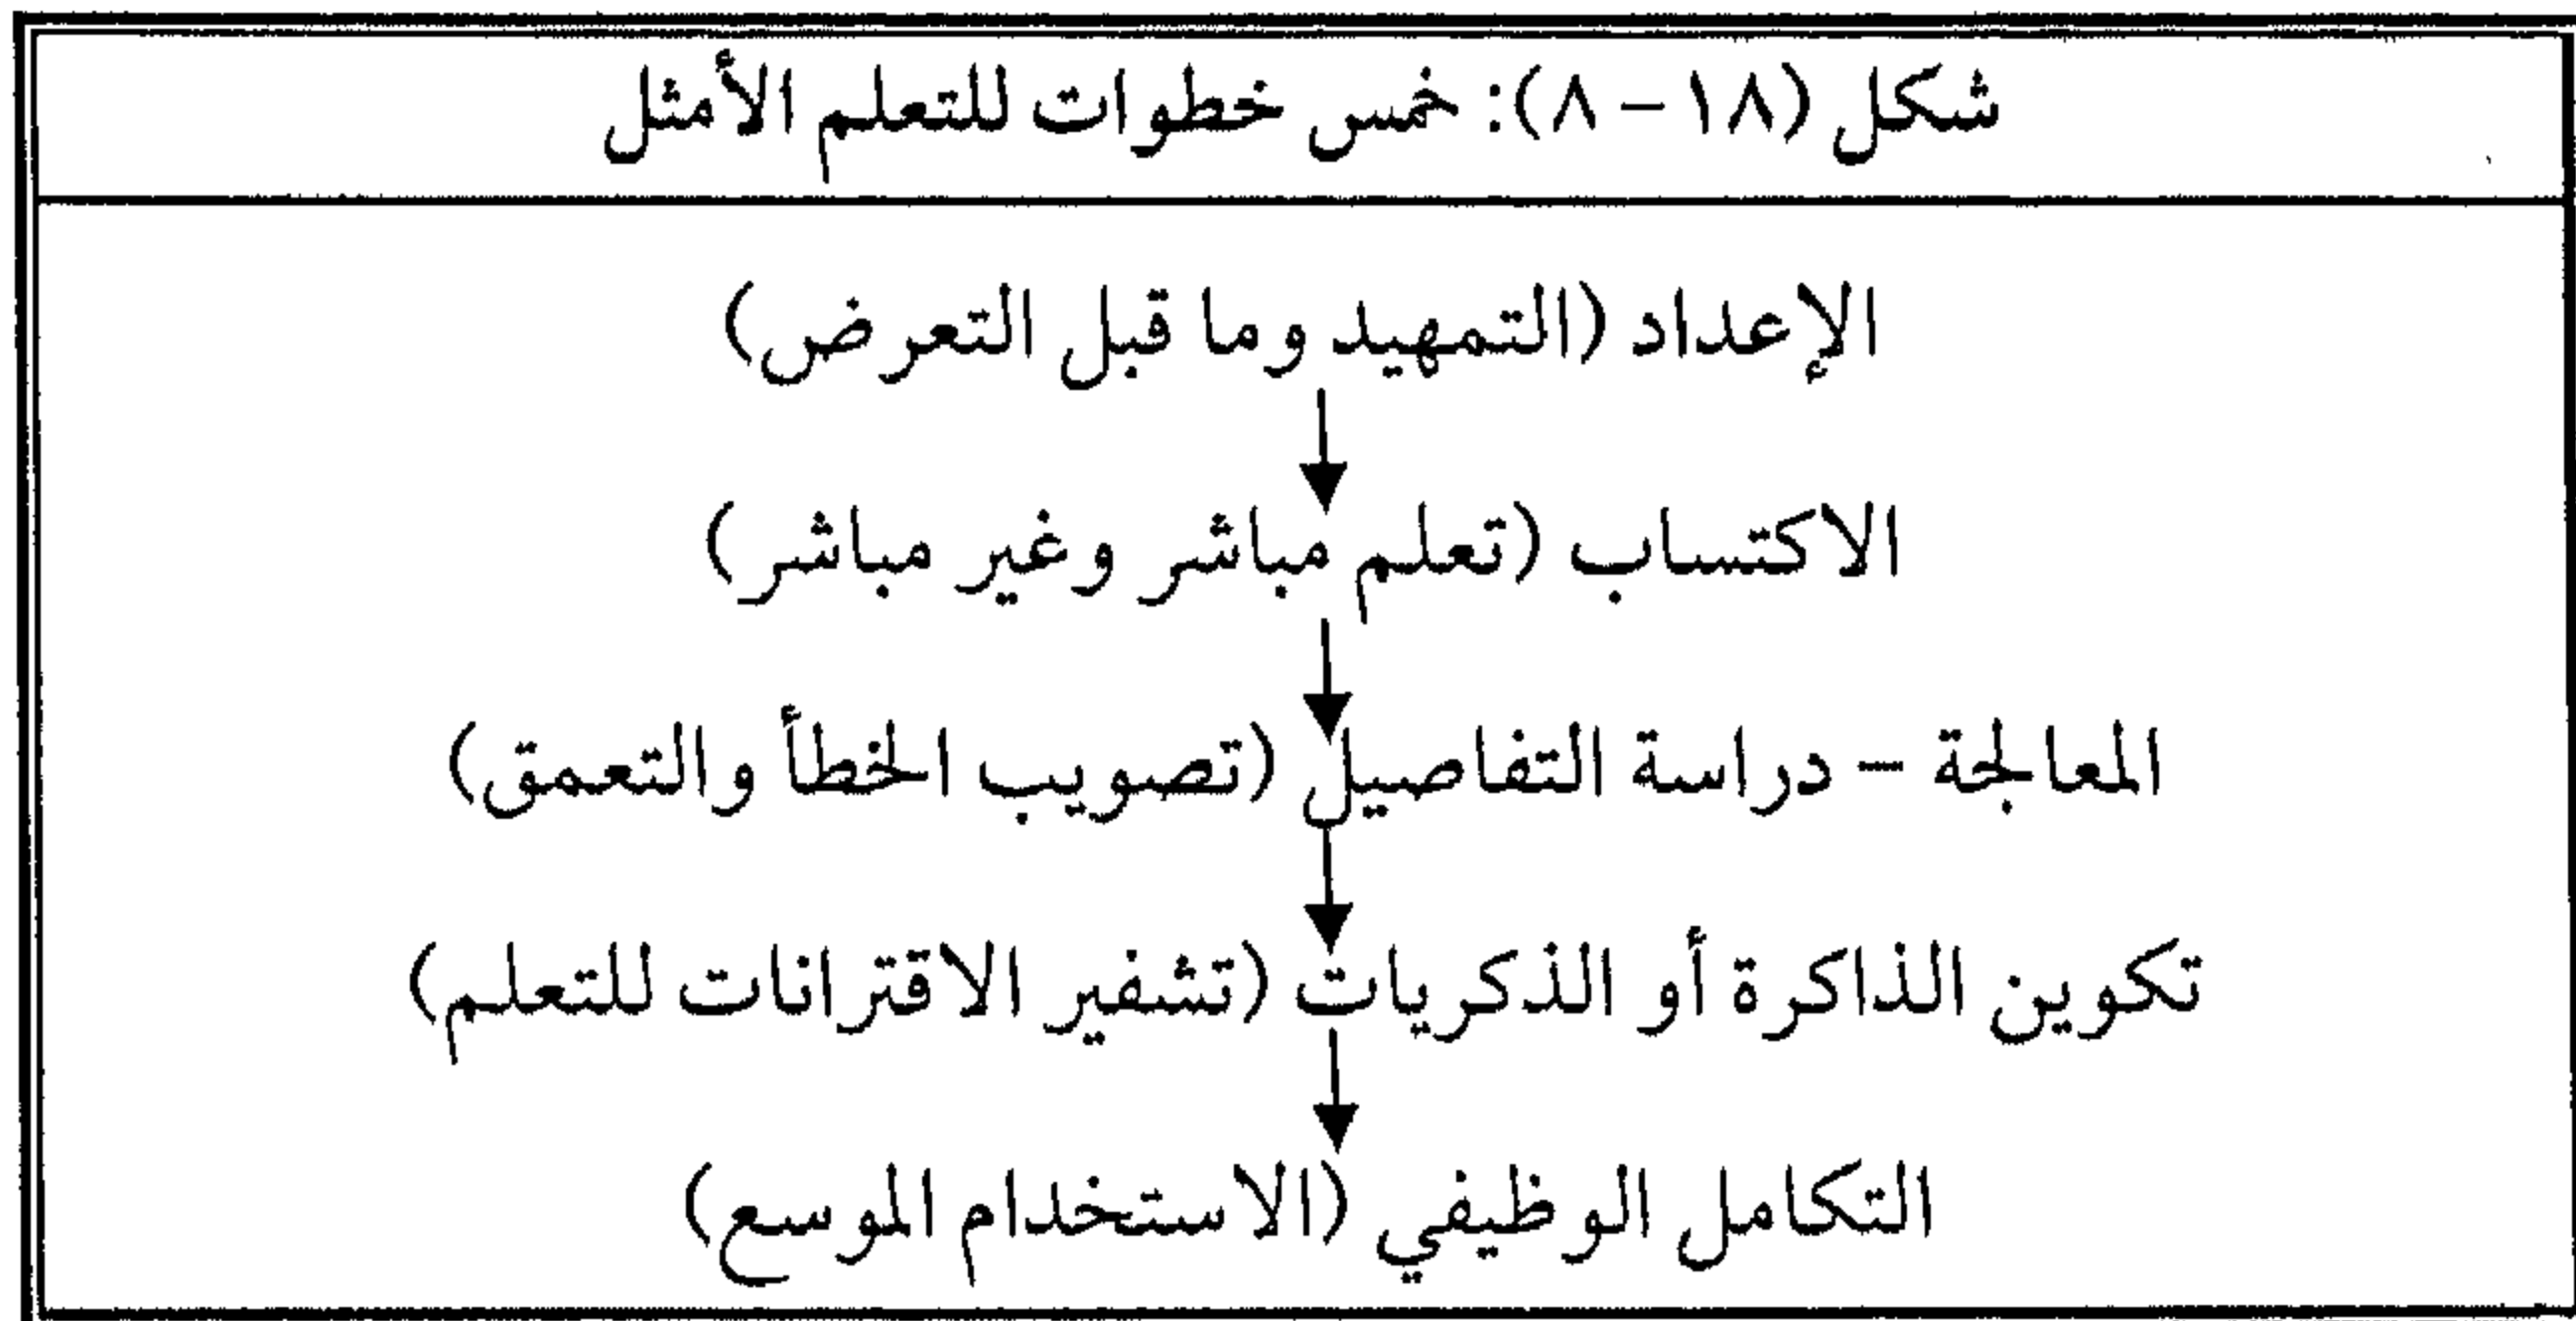 شكل (١٨ – ٨): خمس خطوات للتعلم الأمثل
الإعداد (التمهيد وما قبل التعرض)
الاكتساب (تعلم مباشر وغير مباشر)
المعالجة – دراسة التفاصيل (تصويب الخطأ والتعمق)
تكوين الذاكرة أو الذكريات (تشفير الاقترانات للتعلم)
التكامل الوظيفي (الاستخدام الموسع)